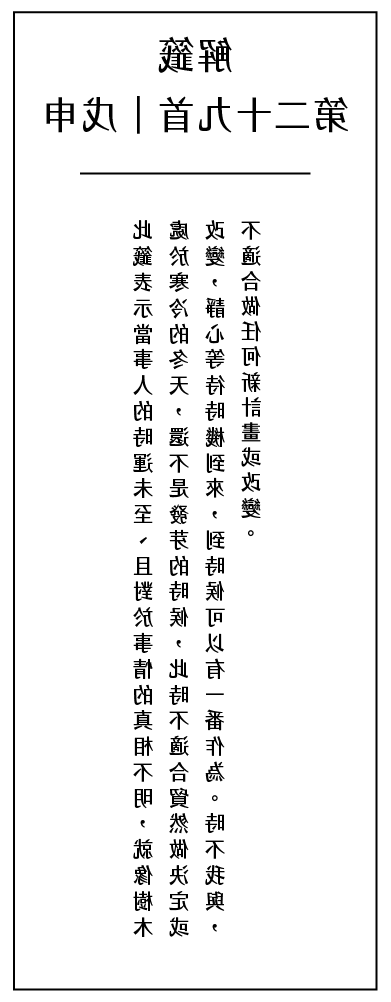 解籤
第二十九首｜戊申
此籤表示當事人的時運未至、且對於事情的真相不明，就像樹木
處於寒冷的冬天，還不是發芽的時候，此時不適合貿然做決定或
改變，靜心等待時機到來，到時候可以有一番作為。時不我與，
不適合做任何新計畫或改變。